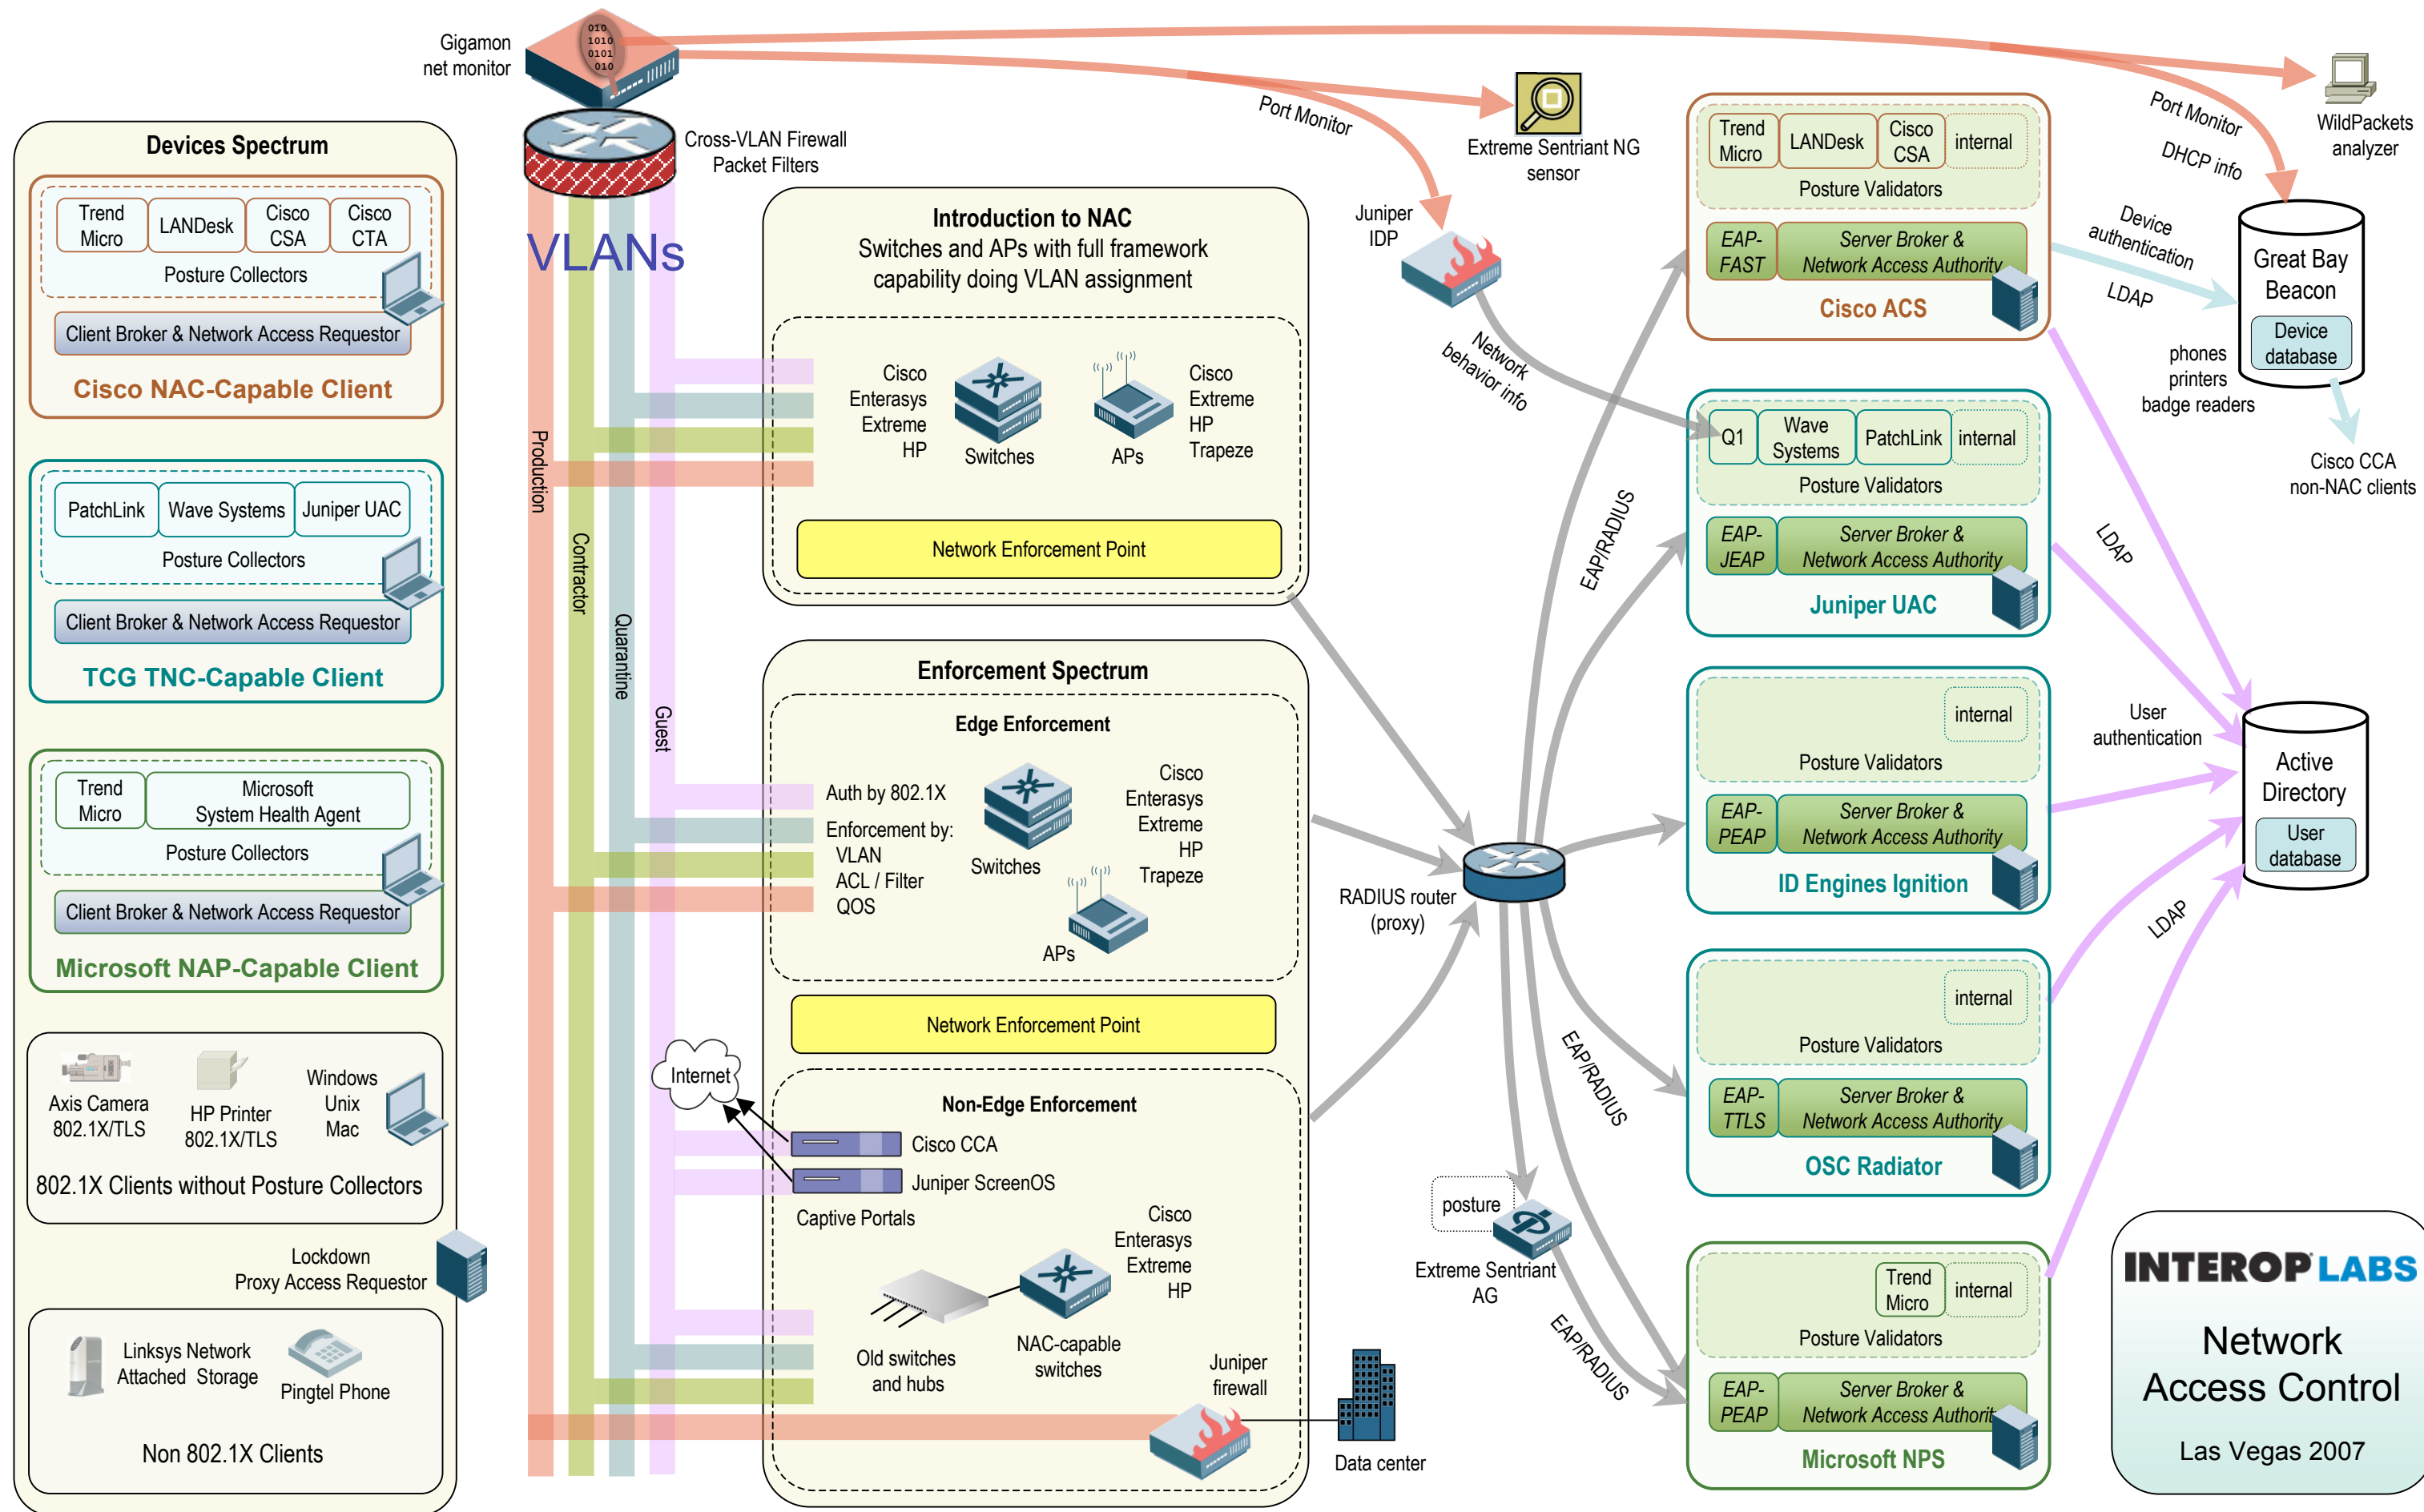 Gigamon
net monitor
010
1010
0101
010
Cross-VLAN Firewall
Packet Filters
VLANs
Production
Contractor
Quarantine
Guest
Devices Spectrum
Trend
Micro
LANDesk
Cisco
CSA
Cisco
CTA
Posture Collectors
Client Broker & Network Access Requestor
Cisco NAC-Capable Client
PatchLink
Wave Systems
Juniper UAC
Posture Collectors
Client Broker & Network Access Requestor
TCG TNC-Capable Client
Trend
Micro
Microsoft
System Health Agent
Posture Collectors
Client Broker & Network Access Requestor
Microsoft NAP-Capable Client
Axis Camera
802.1X/TLS
HP Printer
802.1X/TLS
Windows
Unix
Mac
802.1X Clients without Posture Collectors
Lockdown
Proxy Access Requestor
Linksys Network
Attached Storage
Pingtel Phone
Non 802.1X Clients
Introduction to NAC
Switches and APs with full framework
capability doing VLAN assignment
Cisco
Enterasys
Extreme
HP
Switches
APs
Cisco
Extreme
HP
Trapeze
Network Enforcement Point
Enforcement Spectrum
Edge Enforcement
Auth by 802.1X
Enforcement by:
VLAN
ACL / Filter
QOS
Switches
APs
Cisco
Enterasys
Extreme
HP
Trapeze
Network Enforcement Point
Internet
Non-Edge Enforcement
Cisco CCA
Juniper ScreenOS
Captive Portals
Cisco
Enterasys
Extreme
HP
Old switches
and hubs
NAC-capable
switches
Juniper
firewall
Data center
Port Monitor
Extreme Sentriant NG
sensor
Juniper
IDP
Network
behavior info
RADIUS router
(proxy)
EAP/RADIUS
EAP/RADIUS
posture
Extreme Sentriant
AG
EAP/RADIUS
Trend
Micro
LANDesk
Cisco
CSA
internal
Posture Validators
EAP-
FAST
Server Broker &
Network Access Authority
Cisco ACS
Q1
Wave
Systems
PatchLink
internal
Posture Validators
EAP-
JEAP
Server Broker &
Network Access Authority
Juniper UAC
internal
Posture Validators
EAP-
PEAP
Server Broker &
Network Access Authority
ID Engines Ignition
internal
Posture Validators
EAP-
TTLS
Server Broker &
Network Access Authority
OSC Radiator
Trend
Micro
internal
Posture Validators
EAP-
PEAP
Server Broker &
Network Access Authority
Microsoft NPS
Port Monitor
DHCP info
WildPackets
analyzer
Device
authentication
LDAP
Great Bay
Beacon
Device
database
phones
printers
badge readers
Cisco CCA
non-NAC clients
LDAP
User
authentication
Active
Directory
User
database
LDAP
INTEROP LABS
Network
Access Control
Las Vegas 2007